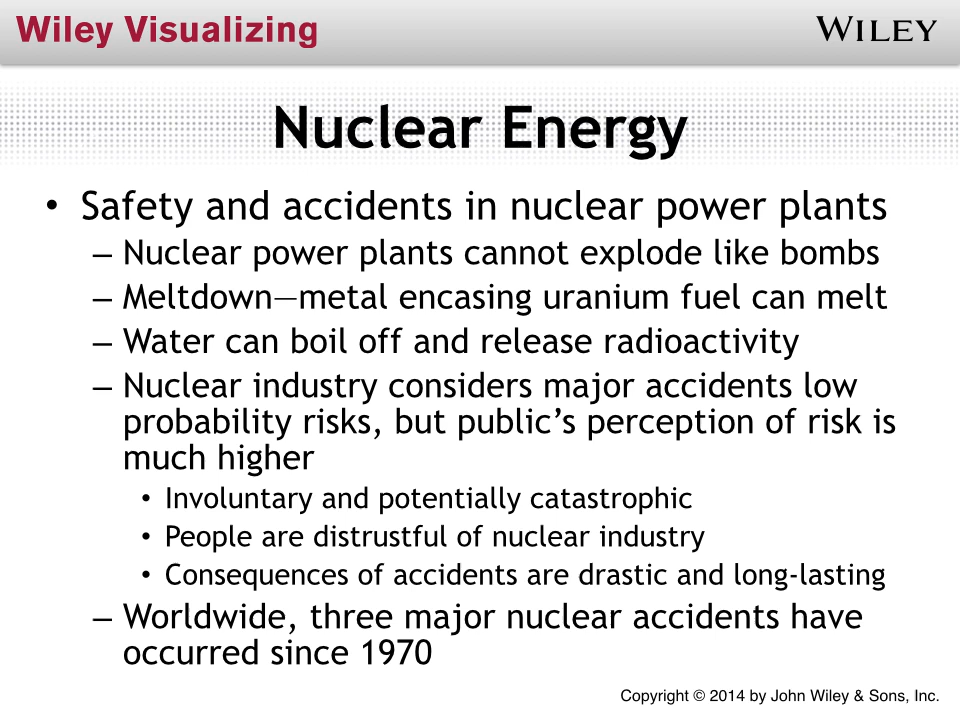 Wiley Visualizing
WILEY
Nuclear Energy
• Safety and accidents in nuclear power plants
– Nuclear power plants cannot explode like bombs
– Meltdown—metal encasing uranium fuel can melt
– Water can boil off and release radioactivity
– Nuclear industry considers major accidents low
probability risks, but public’s perception of risk is
much higher
• Involuntary and potentially catastrophic
• People are distrustful of nuclear industry
• Consequences of accidents are drastic and long-lasting
– Worldwide, three major nuclear accidents have
occurred since 1970
Copyright © 2014 by John Wiley & Sons, Inc.